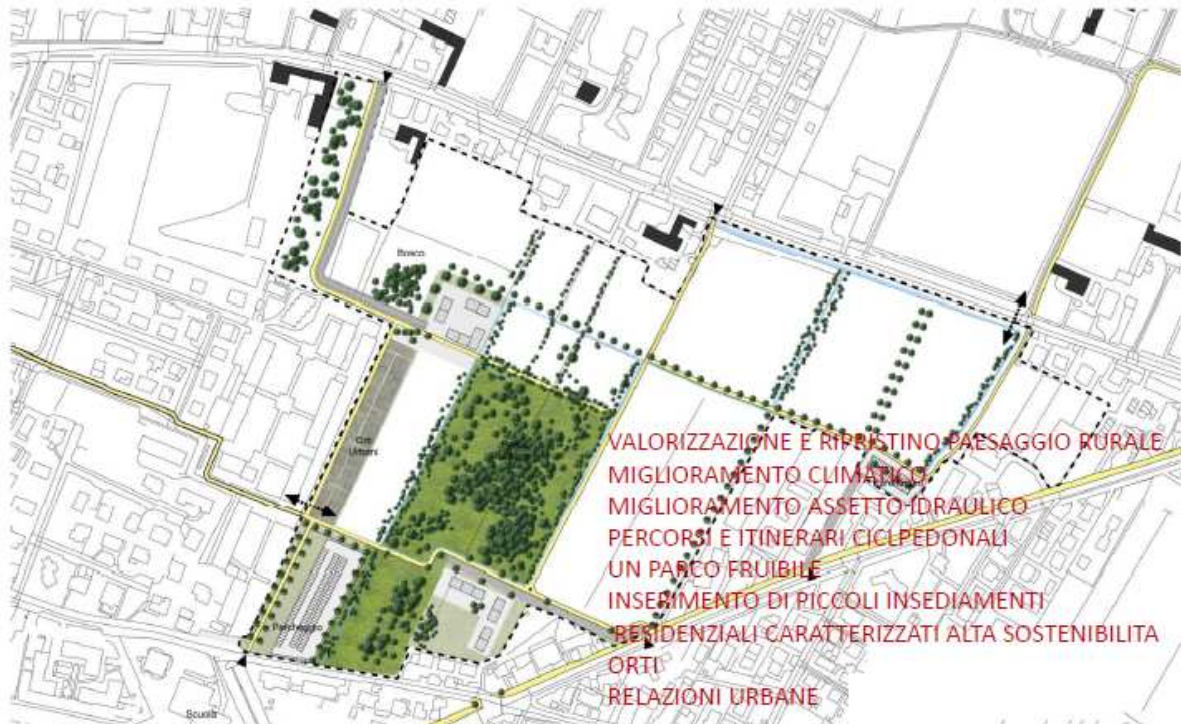 Bosco
Orti
Urbani
VALORIZZAZIONE E RIPRISTINO PAESAGGIO RURALE
MIGLIORAMENTO CLIMATICO
MIGLIORAMENTO ASSETTO IDRAULICO
PERCORSI E ITINERARI CICLPEDONALI
UN PARCO FRUIBILE
INSERIMENTO DI PICCOLI INSEDIAMENTI
RESIDENZIALI CARATTERIZZATI ALTA SOSTENIBILITA
ORTI
RELAZIONI URBANE
Parcheggio
Scuola